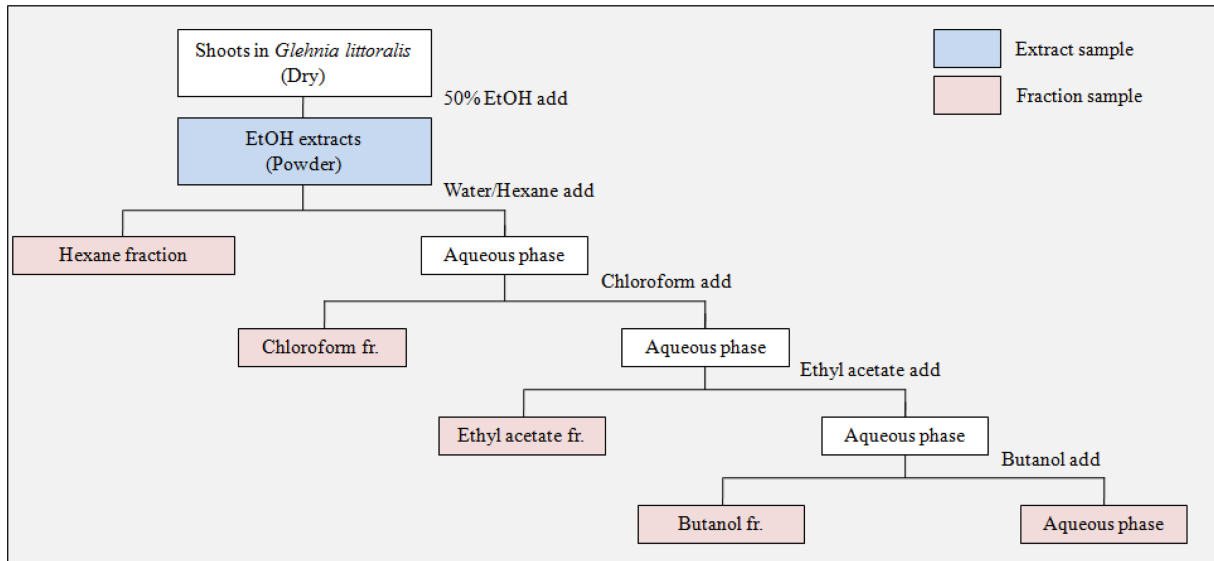 Shoots in Glehnia littoralis
(Dry)
Extract sample
Fraction sample
50% EtOH add
EtOH extracts
(Powder)
Water/Hexane add
Hexane fraction
Aqueous phase
Chloroform add
Chloroform fr.
Aqueous phase
Ethyl acetate add
Ethyl acetate fr.
Aqueous phase
Butanol add
Butanol fr.
Aqueous phase